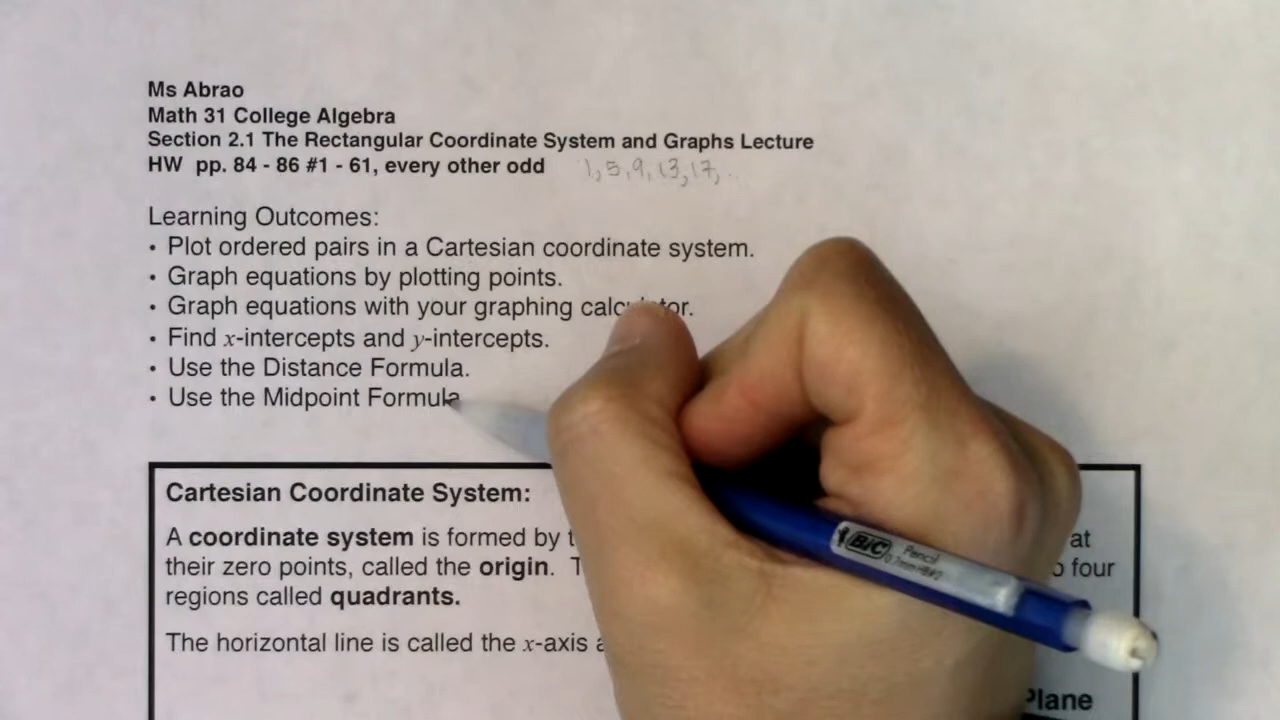 Ms Abrao
Math 31 College Algebra
Section 2.1 The Rectangular Coordinate System and Graphs Lecture
HW pp. 84 - 86 #1 - 61, every other odd 1, 5, 9, 13, 17, ..
Learning Outcomes:
• Plot ordered pairs in a Cartesian coordinate system.
• Graph equations by plotting points.
• Graph equations with your graphing calculator.
• Find x-intercepts and y-intercepts.
• Use the Distance Formula.
• Use the Midpoint Formula
Cartesian Coordinate System:
A coordinate system is formed by at
their zero points, called the origin. four
regions called quadrants.
The horizontal line is called the x-axis
Plane
BIC Pencil